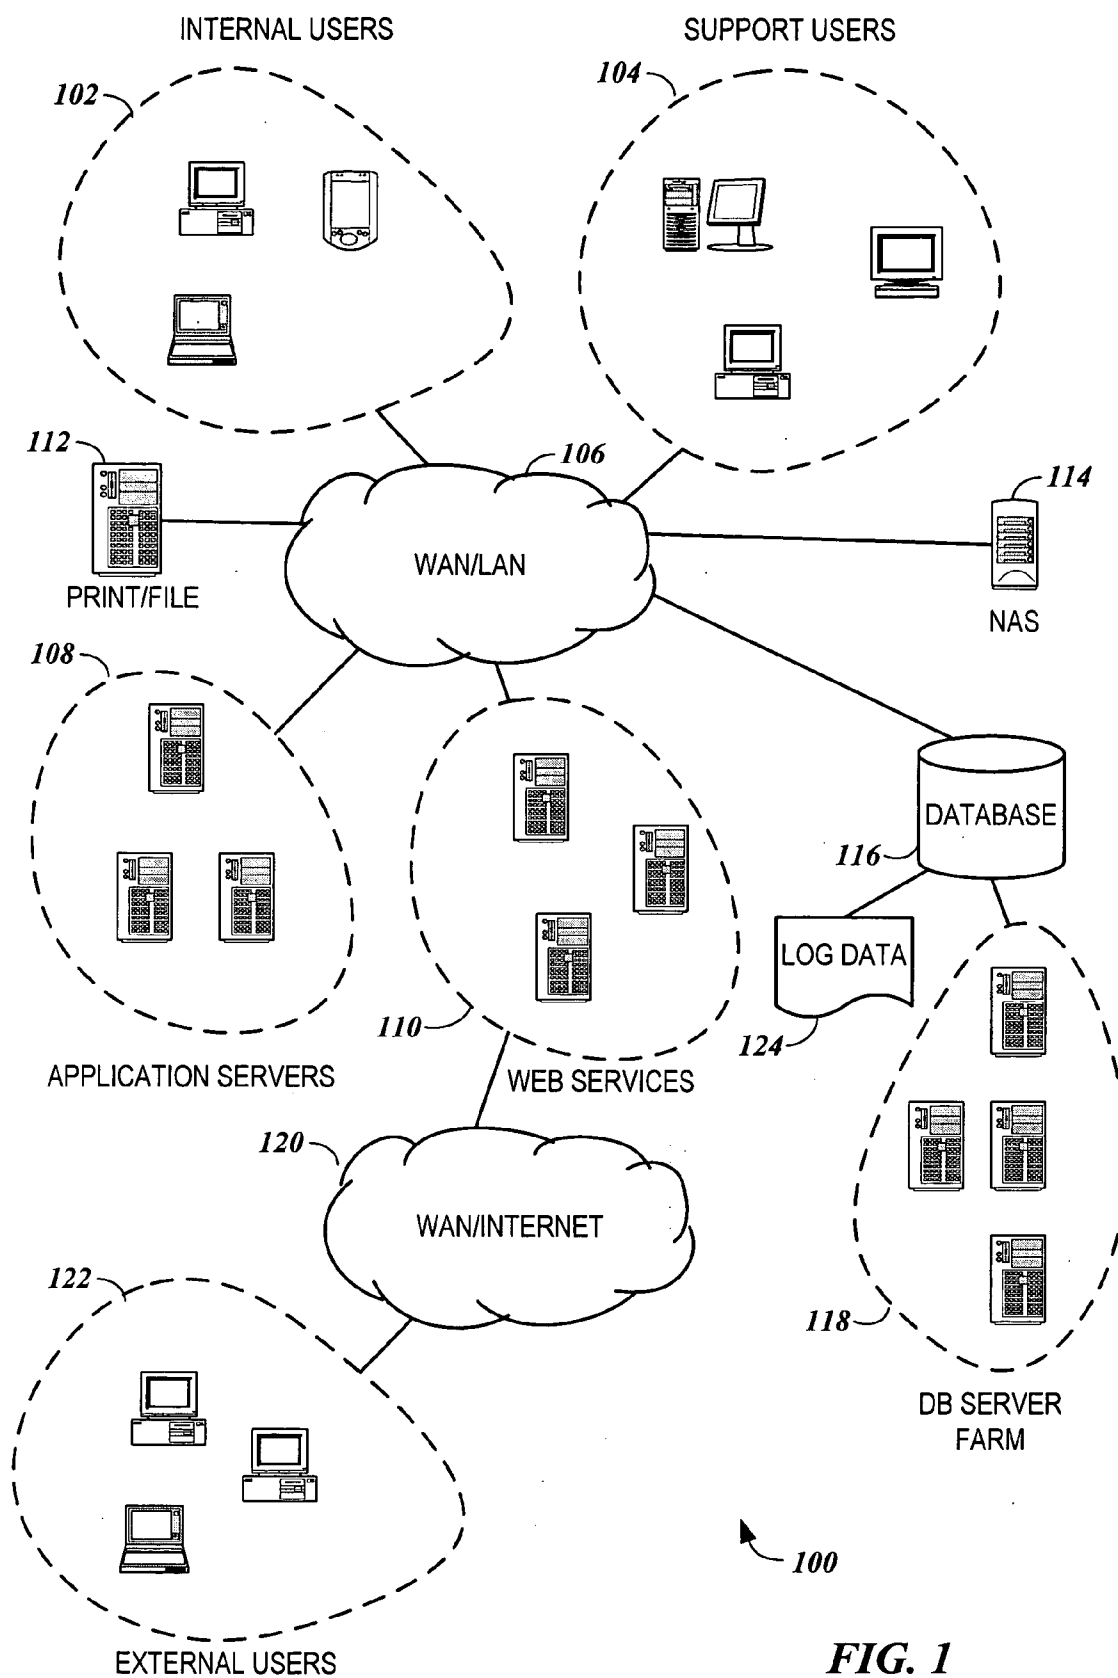 INTERNAL USERS
SUPPORT USERS
102
104
112
106
114
WAN/LAN
PRINT/FILE
NAS
108
DATABASE
116
LOG DATA
110
124
APPLICATION SERVERS
WEB SERVICES
120
WAN/INTERNET
122
118
DB SERVER
FARM
100
EXTERNAL USERS
FIG. 1